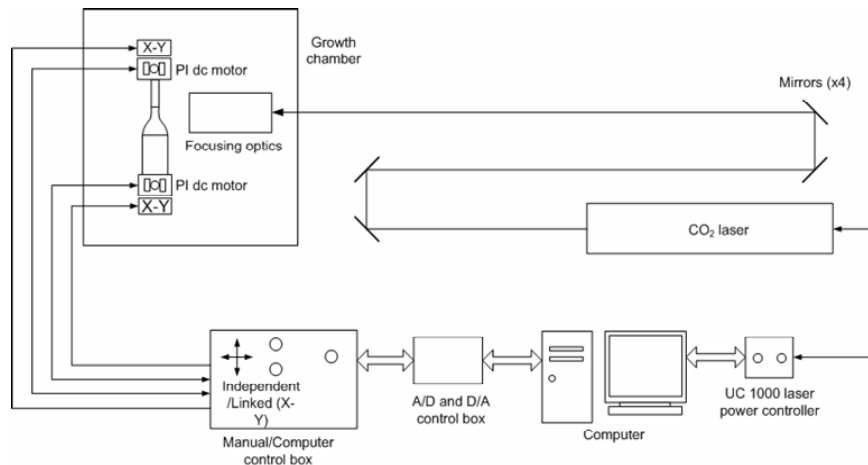 X-Y
PI dc motor
Growth
chamber
Mirrors (x4)
Focusing optics
PI dc motor
X-Y
CO₂ laser
Independent
/Linked (X-
Y)
Manual/Computer
control box
A/D and D/A
control box
Computer
UC 1000 laser
power controller